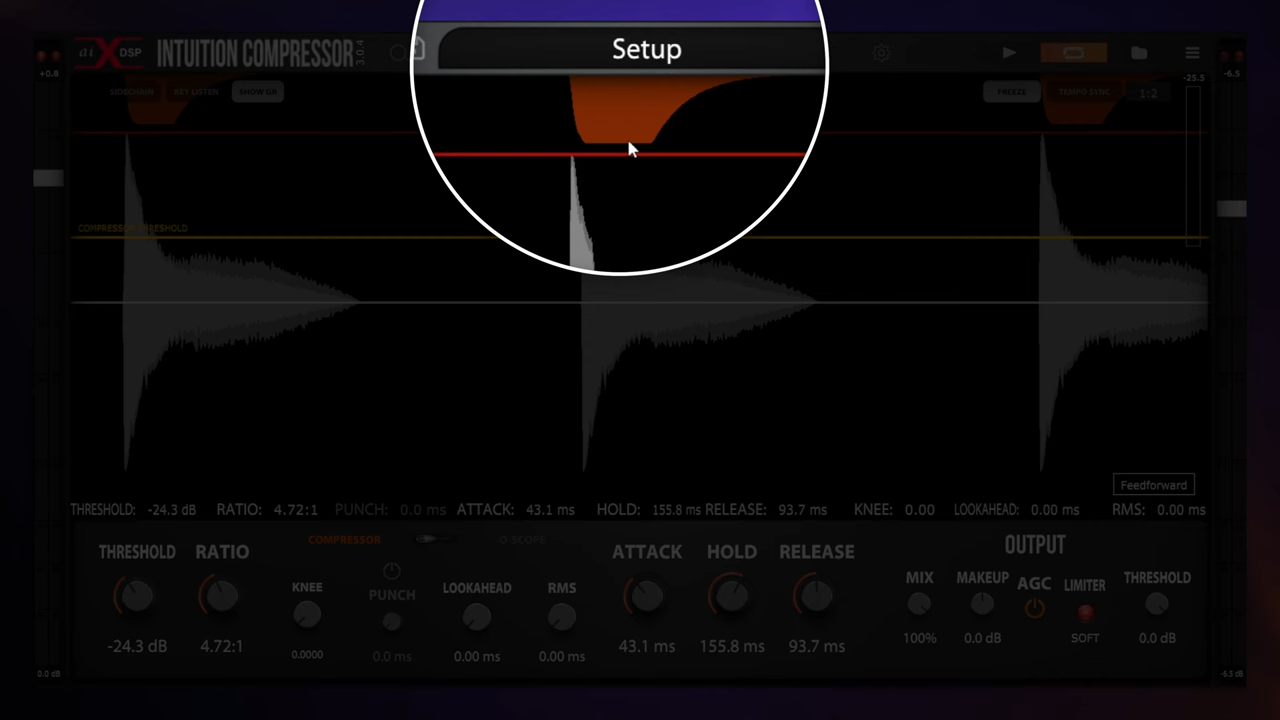 Setup
ai X DSP INTUITION COMPRESSOR 3.0.4
+0.8
-25.5
-6.5
SIDECHAIN KEY LISTEN SHOW GR
FREEZE TEMPO SYNC 1:2
COMPRESSOR THRESHOLD
Feedforward
THRESHOLD: -24.3 dB RATIO: 4.72:1 PUNCH: 0.0 ms ATTACK: 43.1 ms HOLD: 155.8 ms RELEASE: 93.7 ms KNEE: 0.00 LOOKAHEAD: 0.00 ms RMS: 0.00 ms
COMPRESSOR O-SCOPE
THRESHOLD RATIO ATTACK HOLD RELEASE OUTPUT
KNEE PUNCH LOOKAHEAD RMS MIX MAKEUP AGC LIMITER THRESHOLD
-24.3 dB 4.72:1 0.0000 0.0 ms 0.00 ms 0.00 ms 43.1 ms 155.8 ms 93.7 ms 100% 0.0 dB SOFT 0.0 dB
0.0 dB -6.5 dB